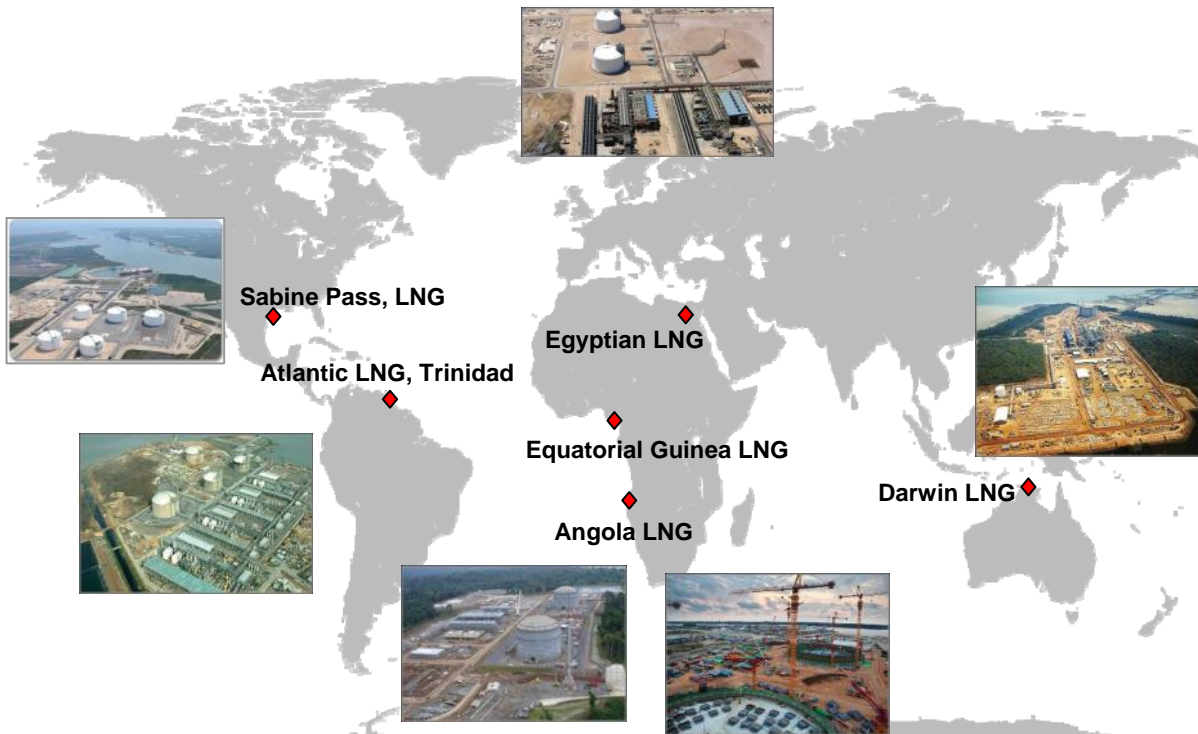 Sabine Pass, LNG
Egyptian LNG
Atlantic LNG, Trinidad
Equatorial Guinea LNG
Darwin LNG
Angola LNG